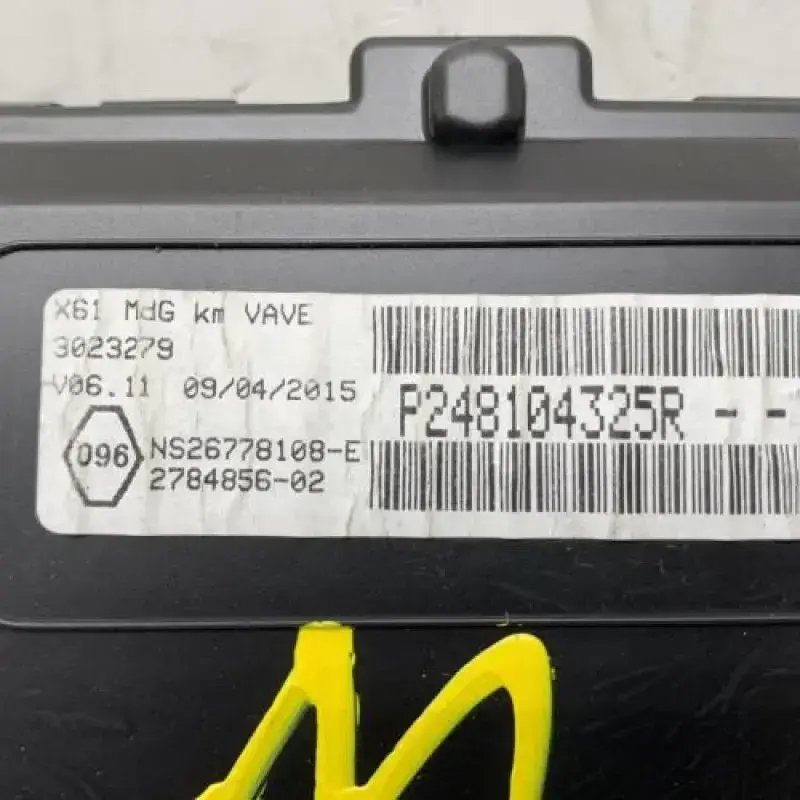 X61 MdG km VAVE
3023279
V06.11 09/04/2015
096 NS26778108-E
2784856-02
P248104325R - -